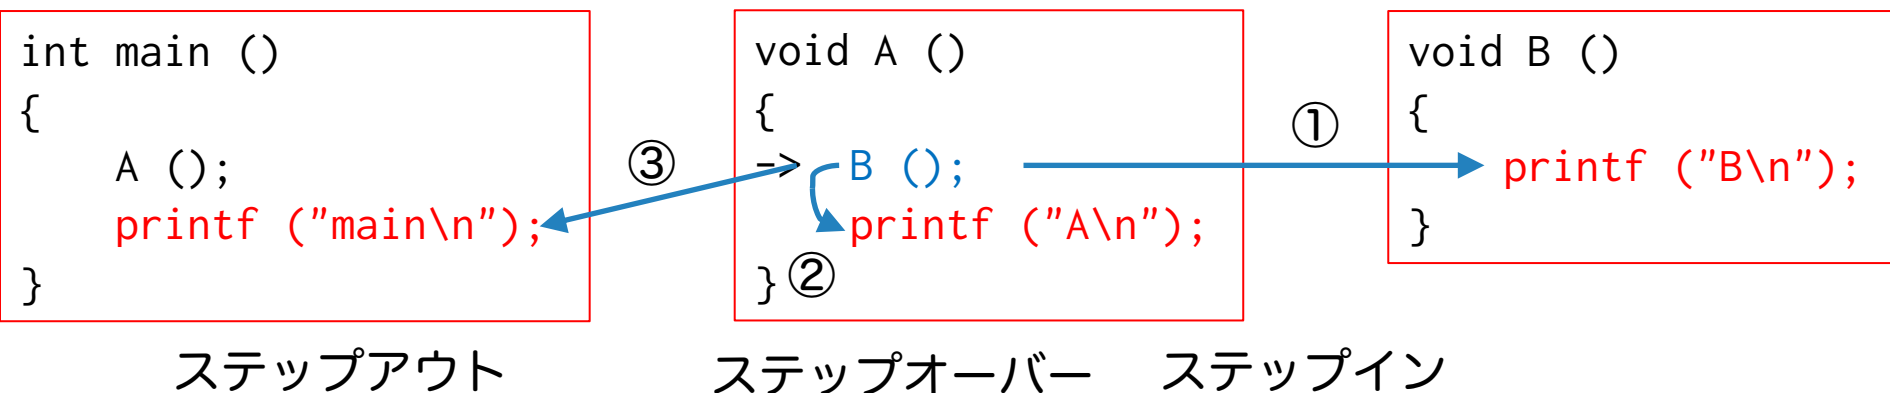 int main ()
{
A ();
printf ("main\n");
}
③
void A ()
{
-> B ();
printf ("A\n");
} ②
①
void B ()
{
printf ("B\n");
}
ステップアウト
ステップオーバー
ステップイン